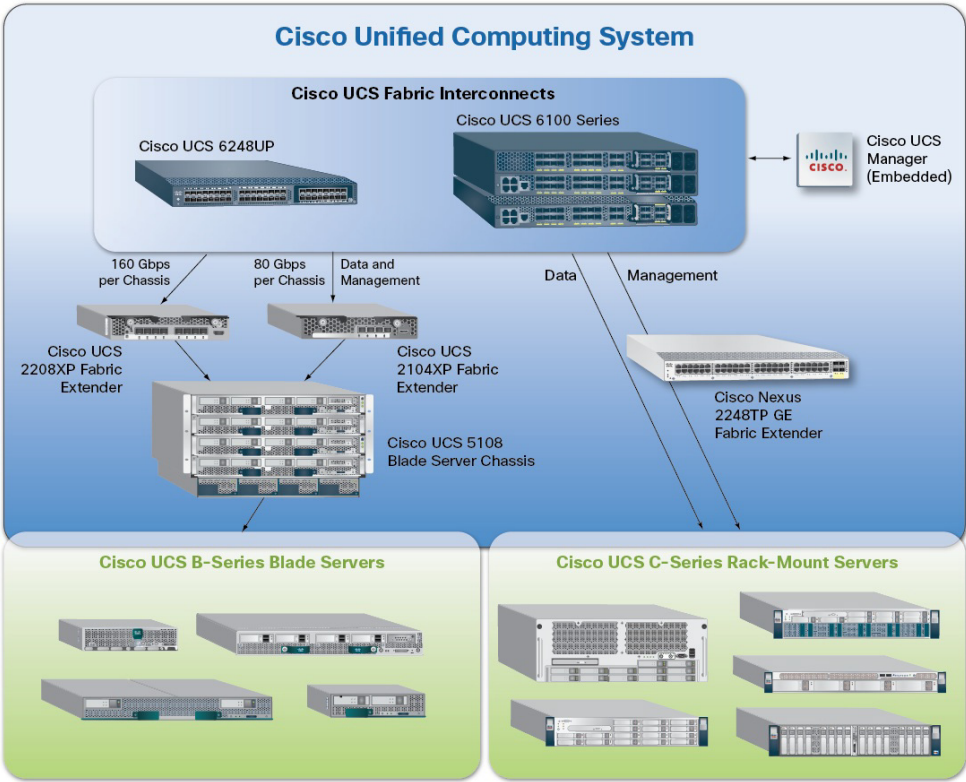 Cisco Unified Computing System
Cisco UCS Fabric Interconnects
Cisco UCS 6248UP
Cisco UCS 6100 Series
CISCO.
Cisco UCS
Manager
(Embedded)
160 Gbps
per Chassis
80 Gbps
per Chassis
Data and
Management
Data
Management
Cisco UCS
2208XP Fabric
Extender
Cisco UCS
2104XP Fabric
Extender
Cisco Nexus
2248TP GE
Fabric Extender
Cisco UCS 5108
Blade Server Chassis
Cisco UCS B-Series Blade Servers
Cisco UCS C-Series Rack-Mount Servers